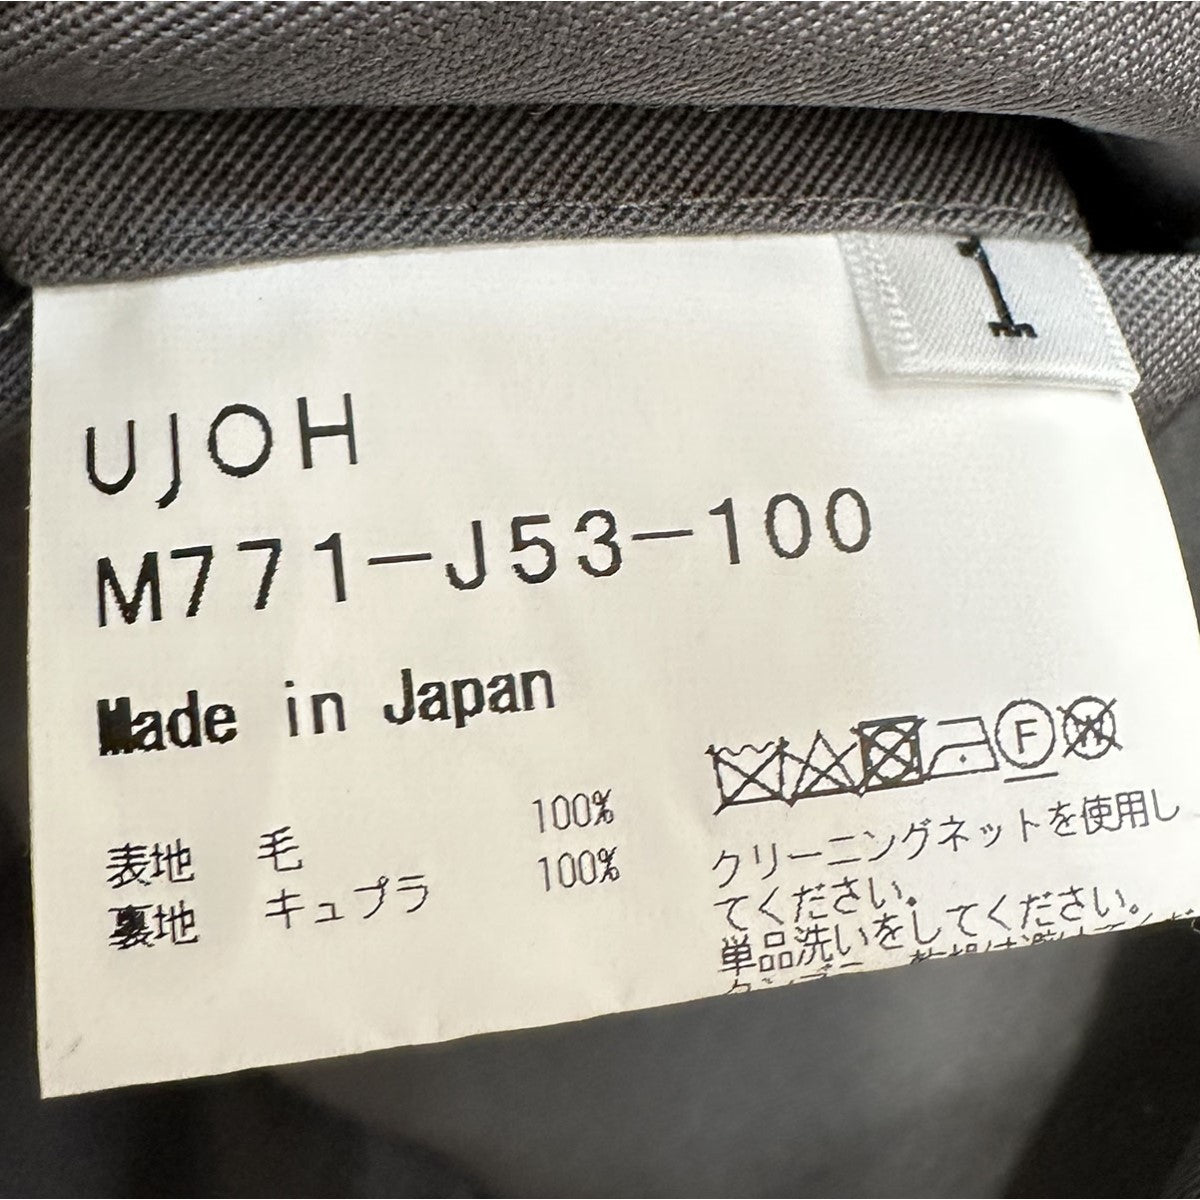 1
UJOH
M771-J53-100
Made in Japan
表地 毛 100%
裏地 キュプラ 100%
F W
クリーニングネットを使用し
てください。
単品洗いをしてください。